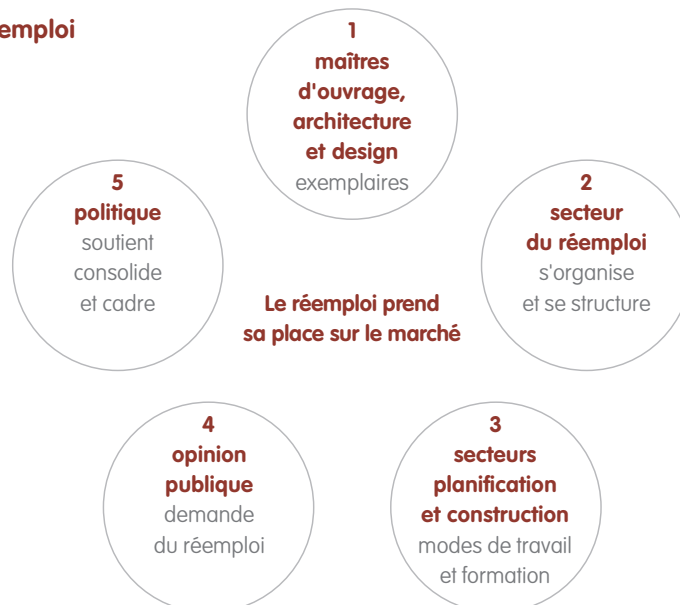 emploi
1
maîtres
d'ouvrage,
architecture
et design
exemplaires
5
politique
soutient
consolide
et cadre
2
secteur
du réemploi
s'organise
et se structure
Le réemploi prend
sa place sur le marché
4
opinion
publique
demande
du réemploi
3
secteurs
planification
et construction
modes de travail
et formation